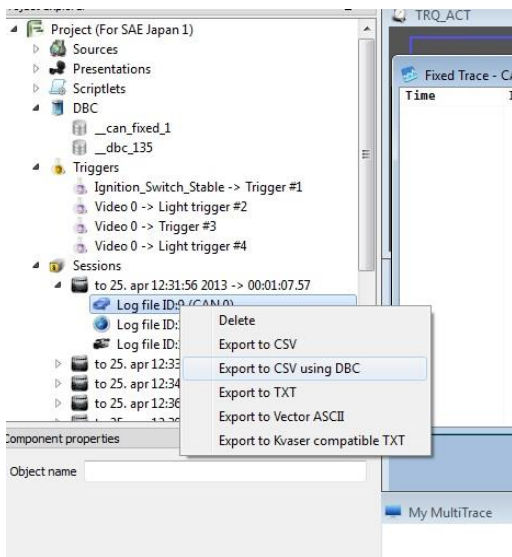 TRQ_ACT
Project (For SAE Japan 1)
Sources
Presentations
Scriptlets
DBC
__can_fixed_1
__dbc_135
Triggers
Ignition_Switch_Stable -> Trigger #1
Video 0 -> Light trigger #2
Video 0 -> Trigger #3
Video 0 -> Light trigger #4
Sessions
to 25. apr 12:31:56 2013 -> 00:01:07.57
Log file ID:9 (CAN 0)
Log file ID:
Log file ID:
to 25. apr 12:33
to 25. apr 12:34
to 25. apr 12:36
Delete
Export to CSV
Export to CSV using DBC
Export to TXT
Export to Vector ASCII
Export to Kvaser compatible TXT
Component properties
Object name
Fixed Trace - CA
Time
My MultiTrace